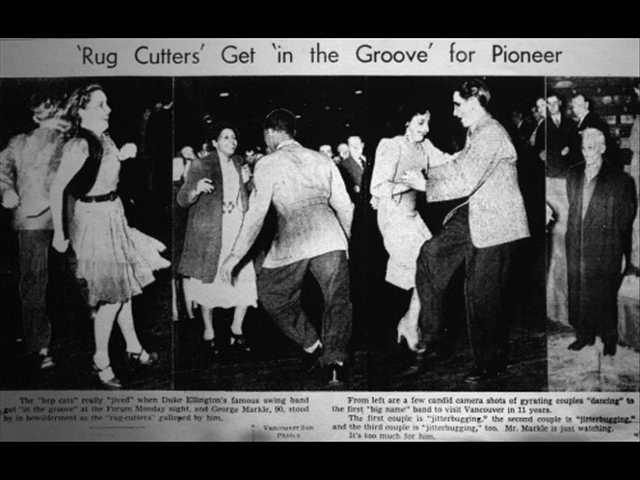 'Rug Cutters' Get 'in the Groove' for Pioneer
The "hep cats" really "jived" when Duke Ellington's famous swing band
got "in the groove" at the Forum Monday night, and George Markle, 90, stood
by in bewilderment as the "rug-cutters" galloped by him.
Vancouver Sun
Photos
From left are a few candid camera shots of gyrating couples "dancing" to
the first "big name" band to visit Vancouver in 11 years.
The first couple is "jitterbugging," the second couple is "jitterbugging,"
and the third couple is "jitterbugging," too. Mr. Markle is just watching.
It's too much for him.